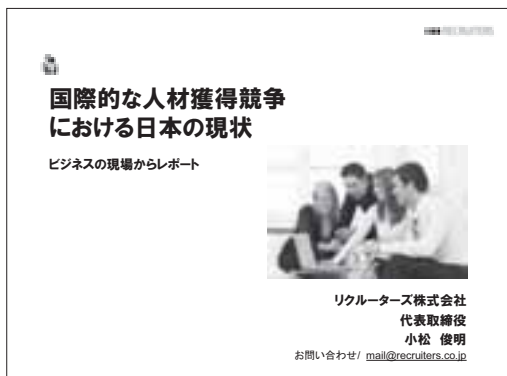 RECRUITERS
国際的な人材獲得競争
における日本の現状
ビジネスの現場からレポート
リクルーターズ株式会社
代表取締役
小松 俊明
お問い合わせ/ mail@recruiters.co.jp